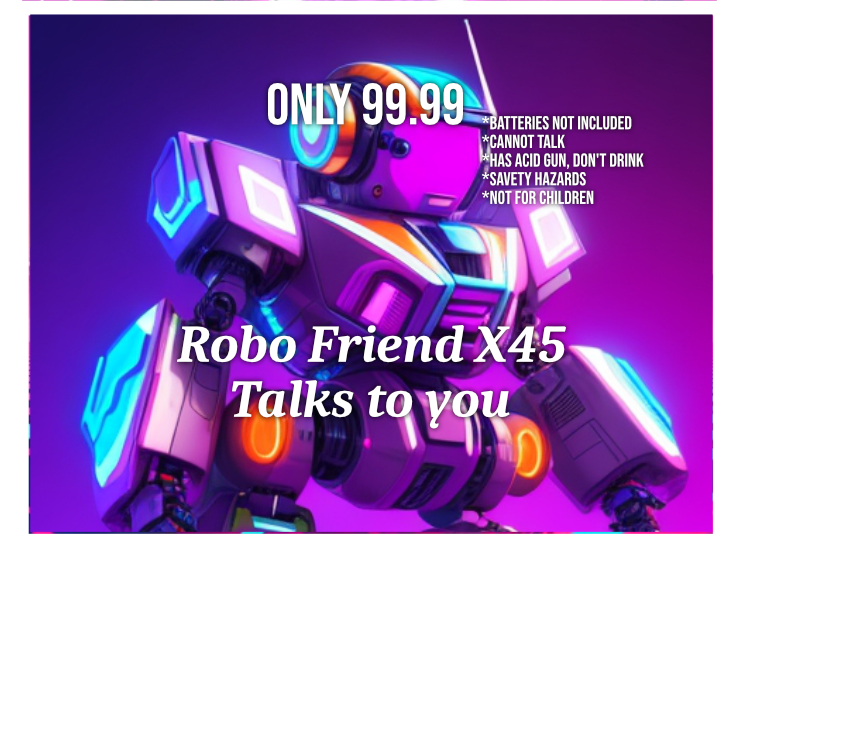 ONLY 99.99
*BATTERIES NOT INCLUDED
*CANNOT TALK
*HAS ACID GUN, DON'T DRINK
*SAVETY HAZARDS
*NOT FOR CHILDREN
Robo Friend X45
Talks to you